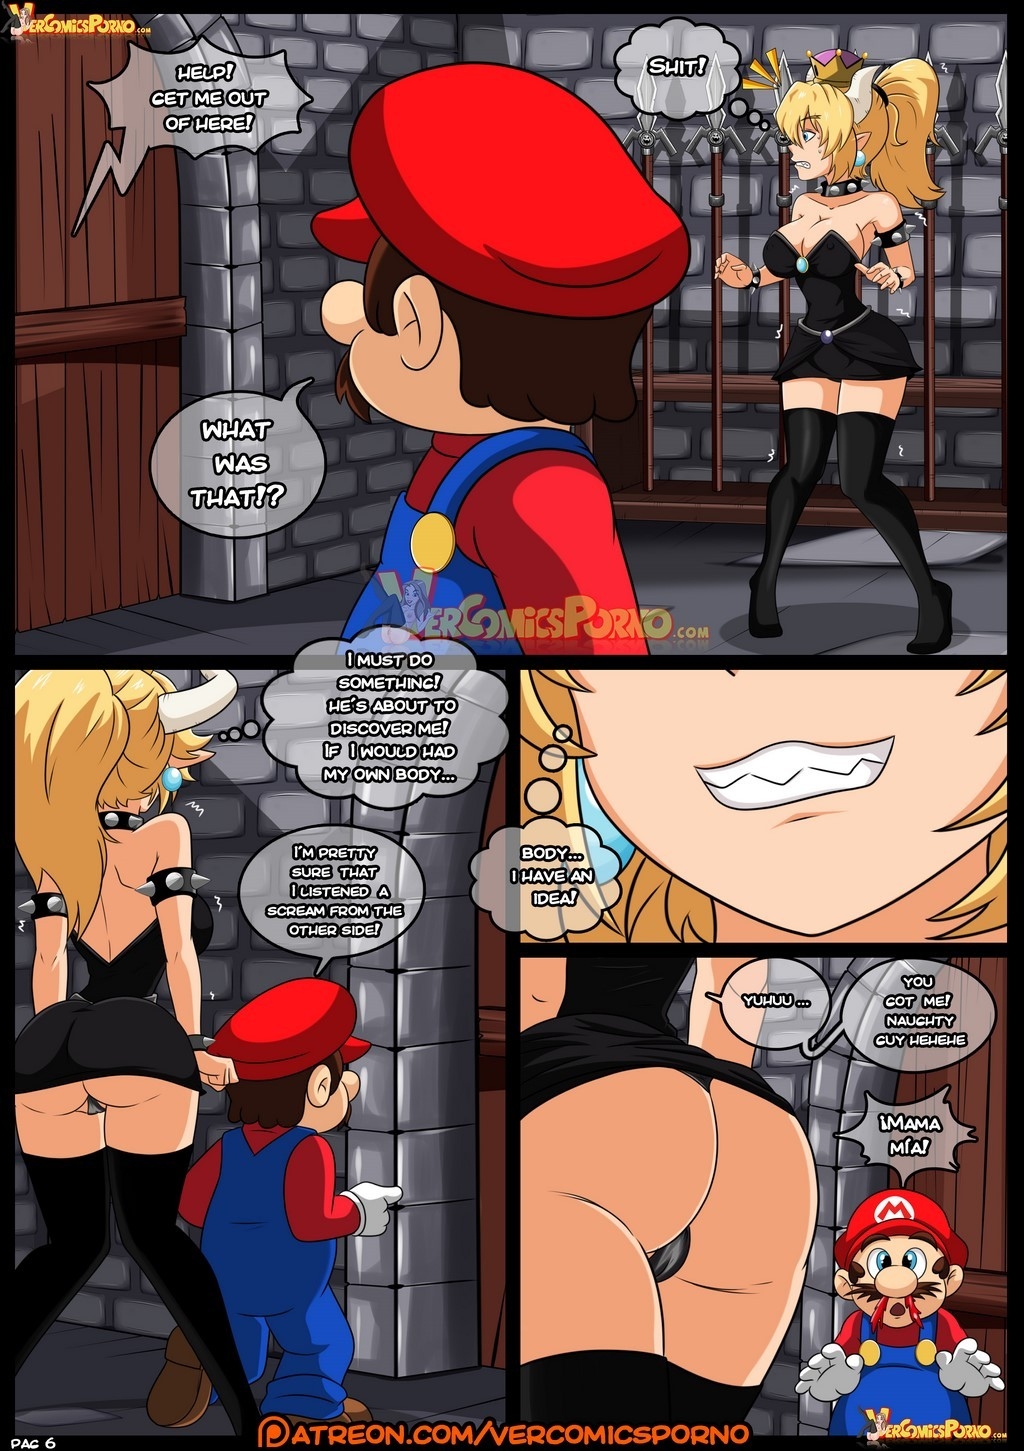 VerComicsPorno.com
HELP!
GET ME OUT
OF HERE!
SHIT!
WHAT
WAS
THAT!?
VerComicsPorno.com
I MUST DO
SOMETHING!
HE'S ABOUT TO
DISCOVER ME!
IF I WOULD HAD
MY OWN BODY...
I'M PRETTY
SURE THAT
I LISTENED A
SCREAM FROM THE
OTHER SIDE!
BODY...
I HAVE AN
IDEA!
YUHUU ...
YOU
GOT ME!
NAUGHTY
GUY HEHEHE
¡MAMA
MÍA!
M
PATREON.COM/VERCOMICSPORNO
VerComicsPorno.com
PAG 6